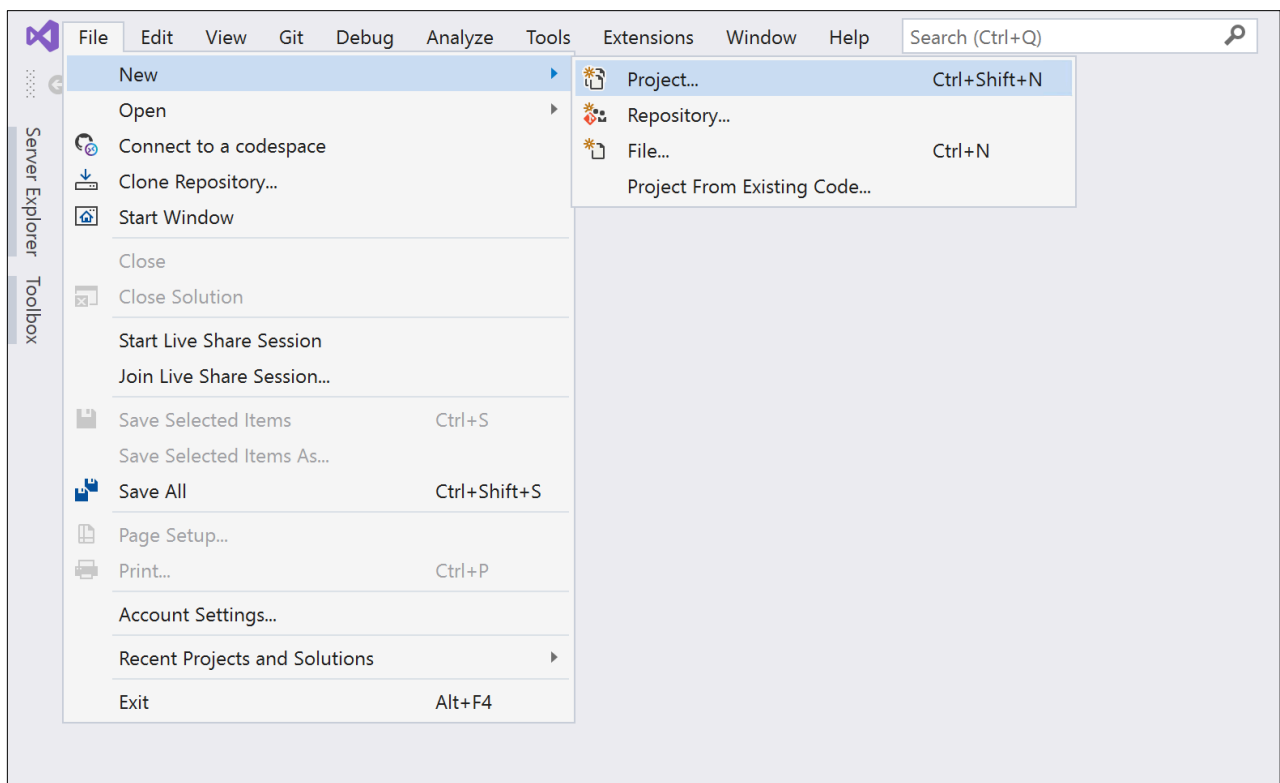 File Edit View Git Debug Analyze Tools Extensions Window Help Search (Ctrl+Q)
New
Project... Ctrl+Shift+N
Open
Repository...
Connect to a codespace
File... Ctrl+N
Clone Repository...
Project From Existing Code...
Start Window
Close
Close Solution
Start Live Share Session
Join Live Share Session...
Save Selected Items Ctrl+S
Save Selected Items As...
Save All Ctrl+Shift+S
Page Setup...
Print... Ctrl+P
Account Settings...
Recent Projects and Solutions
Exit Alt+F4
Server Explorer
Toolbox